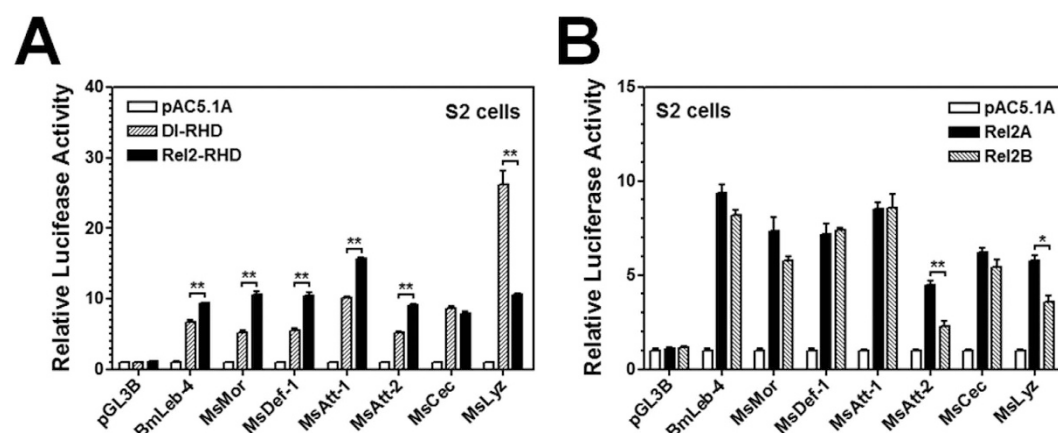 A
Relative Lucifease Activity
40
30
20
10
0
pAC5.1A
Dl-RHD
Rel2-RHD
S2 cells
**
**
**
**
**
**
pGL3B
BmLeb-4
MsMor
MsDef-1
MsAtt-1
MsAtt-2
MsCec
MsLyz
B
Relative Luciferase Activity
15
10
5
0
S2 cells
pAC5.1A
Rel2A
Rel2B
**
*
pGL3B
BmLeb-4
MsMor
MsDef-1
MsAtt-1
MsAtt-2
MsCec
MsLyz